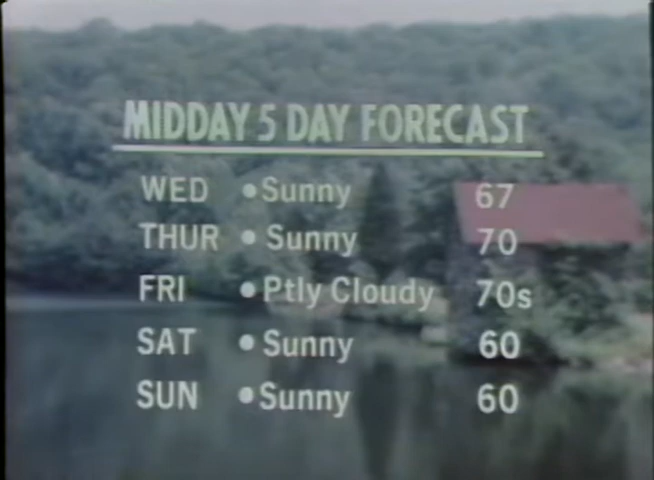 MIDDAY 5 DAY FORECAST
WED • Sunny 67
THUR • Sunny 70
FRI • Ptly Cloudy 70s
SAT • Sunny 60
SUN • Sunny 60